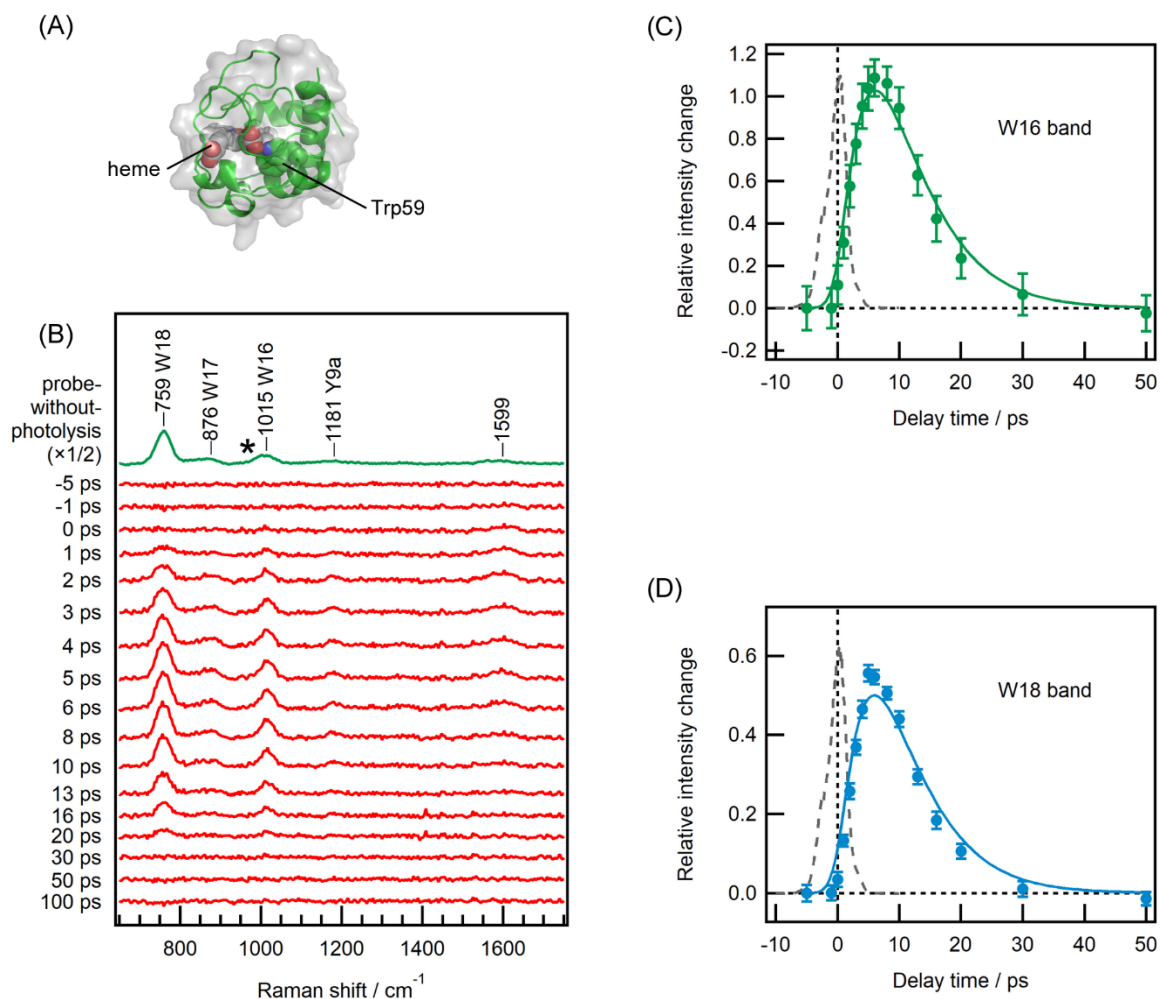 (A)
heme
Trp59
(B)
probe-
without-
photolysis
(×1/2)
759 W18
876 W17
*
1015 W16
1181 Y9a
1599
-5 ps
-1 ps
0 ps
1 ps
2 ps
3 ps
4 ps
5 ps
6 ps
8 ps
10 ps
13 ps
16 ps
20 ps
30 ps
50 ps
100 ps
800 1000 1200 1400 1600
Raman shift / cm⁻¹
(C)
Relative intensity change
1.2
1.0
0.8
0.6
0.4
0.2
0.0
-0.2
W16 band
-10 0 10 20 30 40 50
Delay time / ps
(D)
Relative intensity change
0.6
0.4
0.2
0.0
W18 band
-10 0 10 20 30 40 50
Delay time / ps